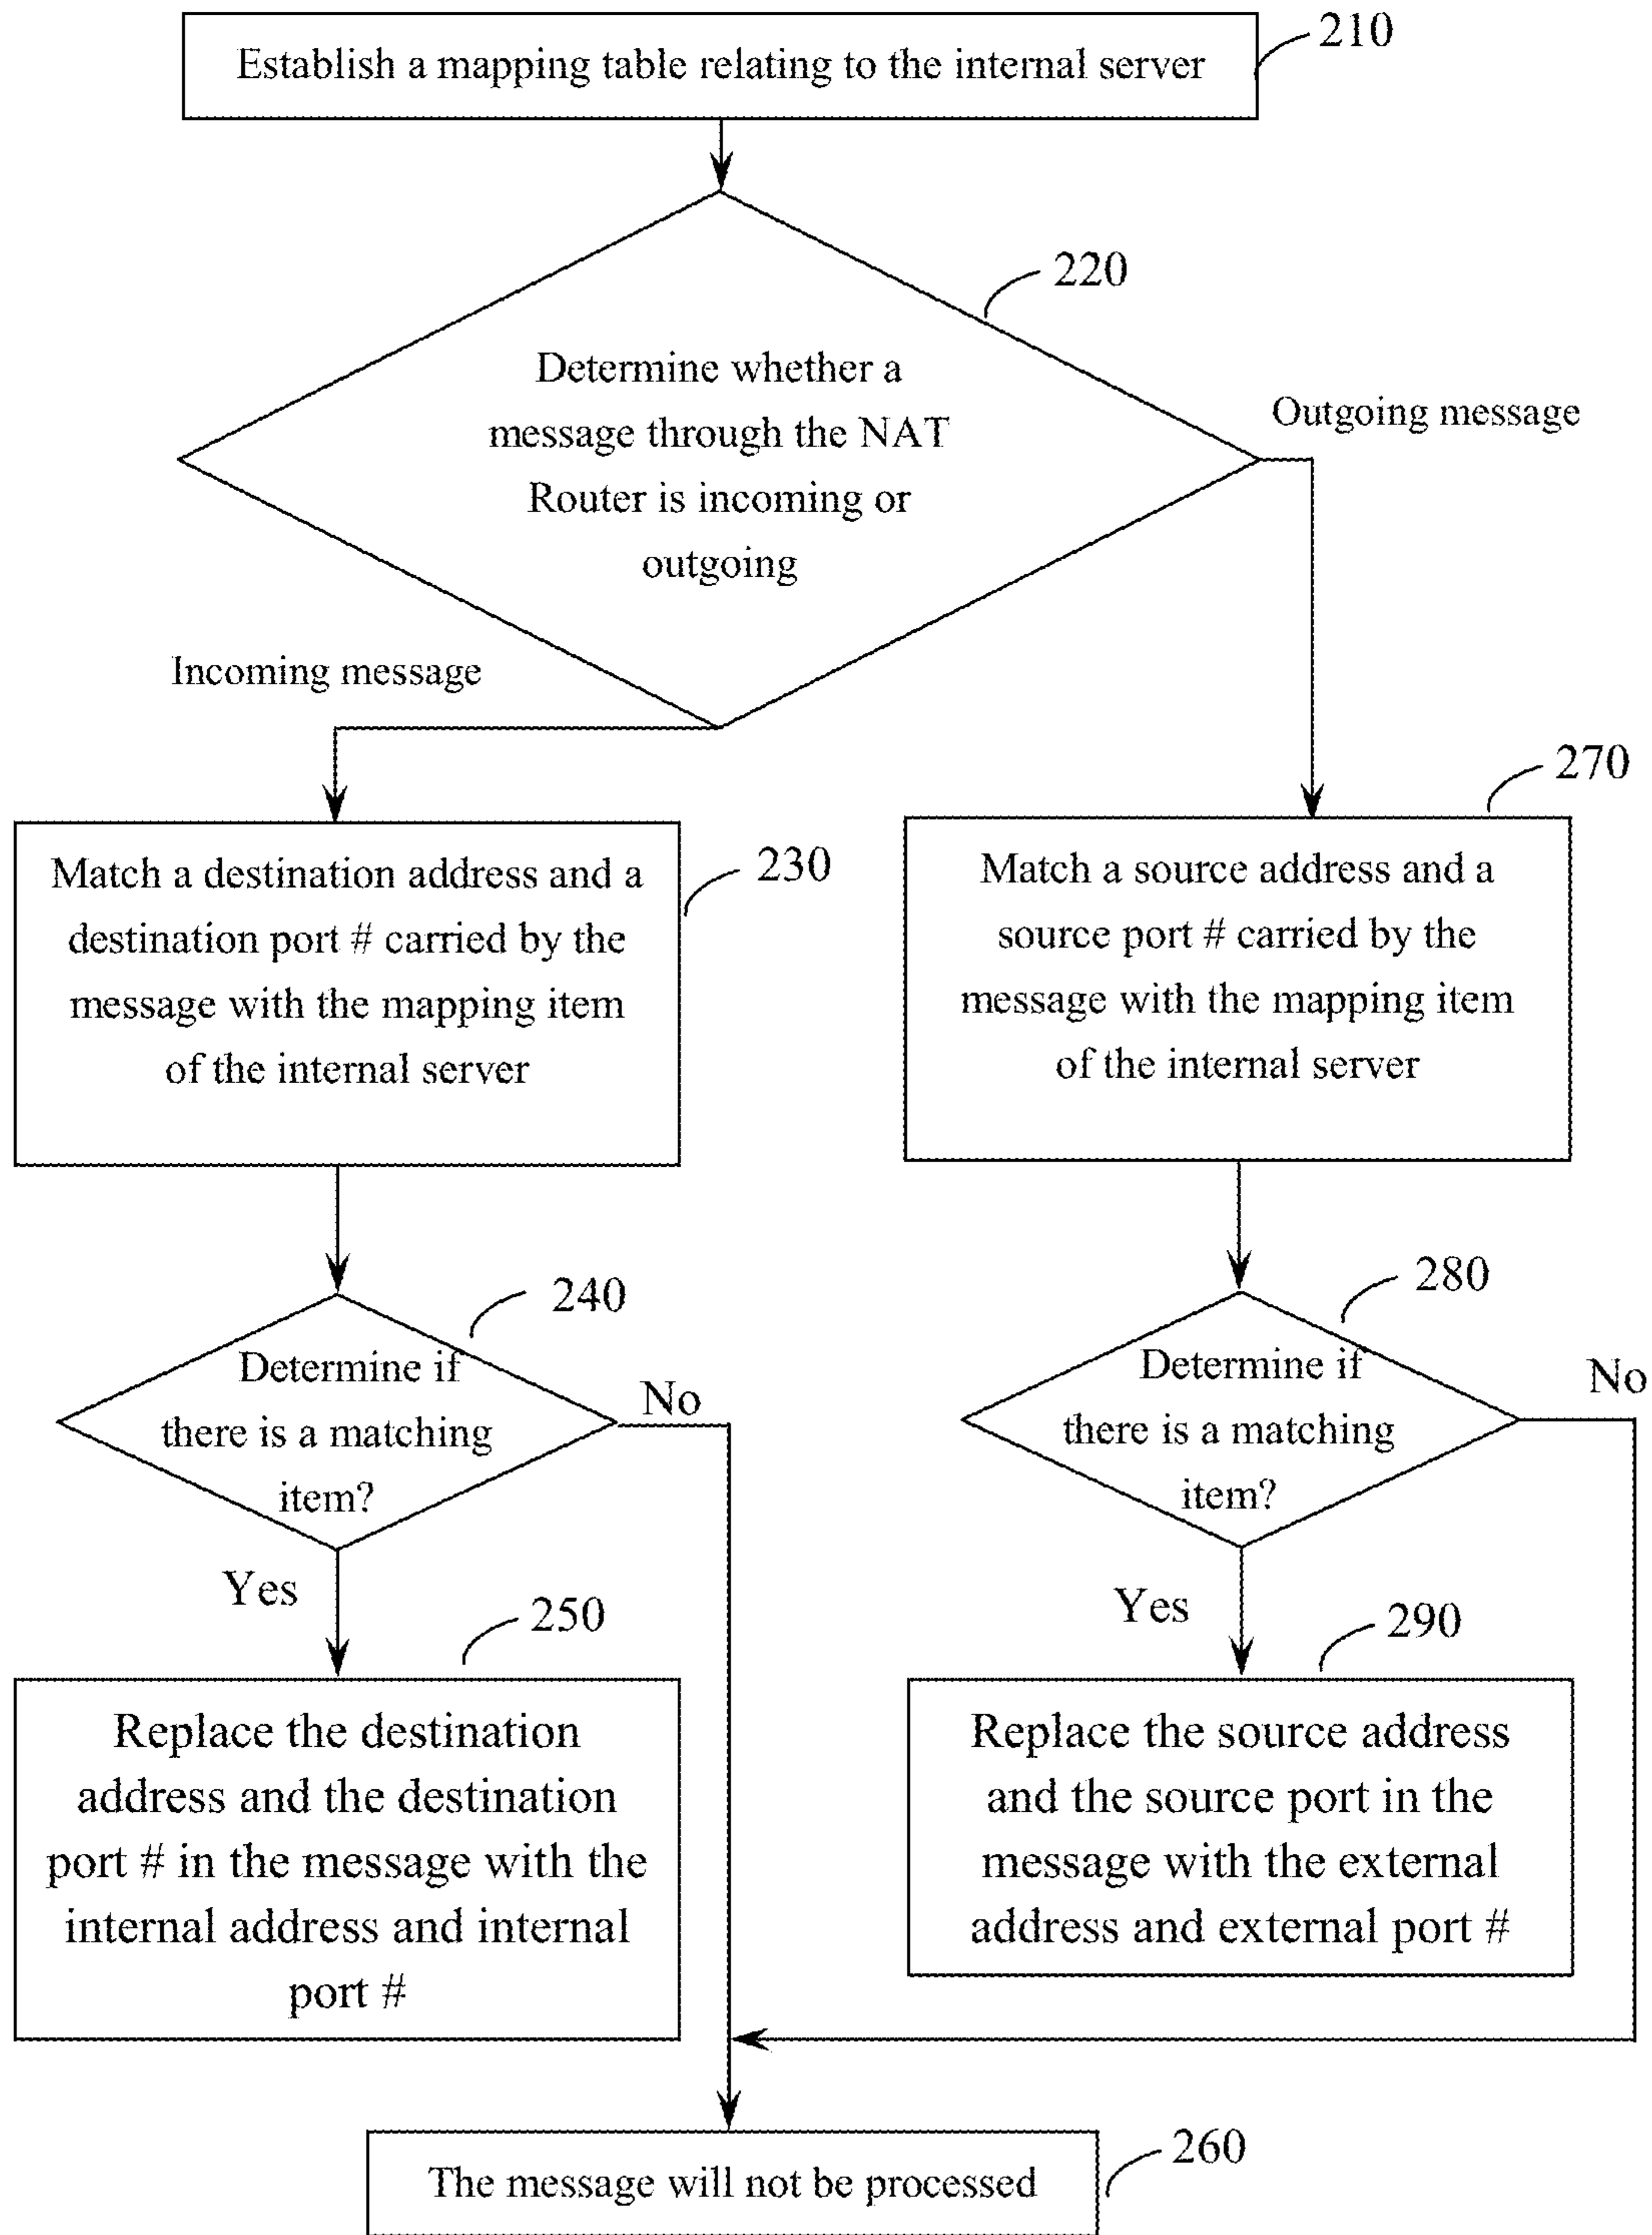 Establish a mapping table relating to the internal server
210
220
Determine whether a
message through the NAT
Router is incoming or
outgoing
Outgoing message
Incoming message
230
Match a destination address and a
destination port # carried by the
message with the mapping item
of the internal server
270
Match a source address and a
source port # carried by the
message with the mapping item
of the internal server
240
Determine if
there is a matching
item?
No
Yes
280
Determine if
there is a matching
item?
No
Yes
250
Replace the destination
address and the destination
port # in the message with the
internal address and internal
port #
290
Replace the source address
and the source port in the
message with the external
address and external port #
260
The message will not be processed